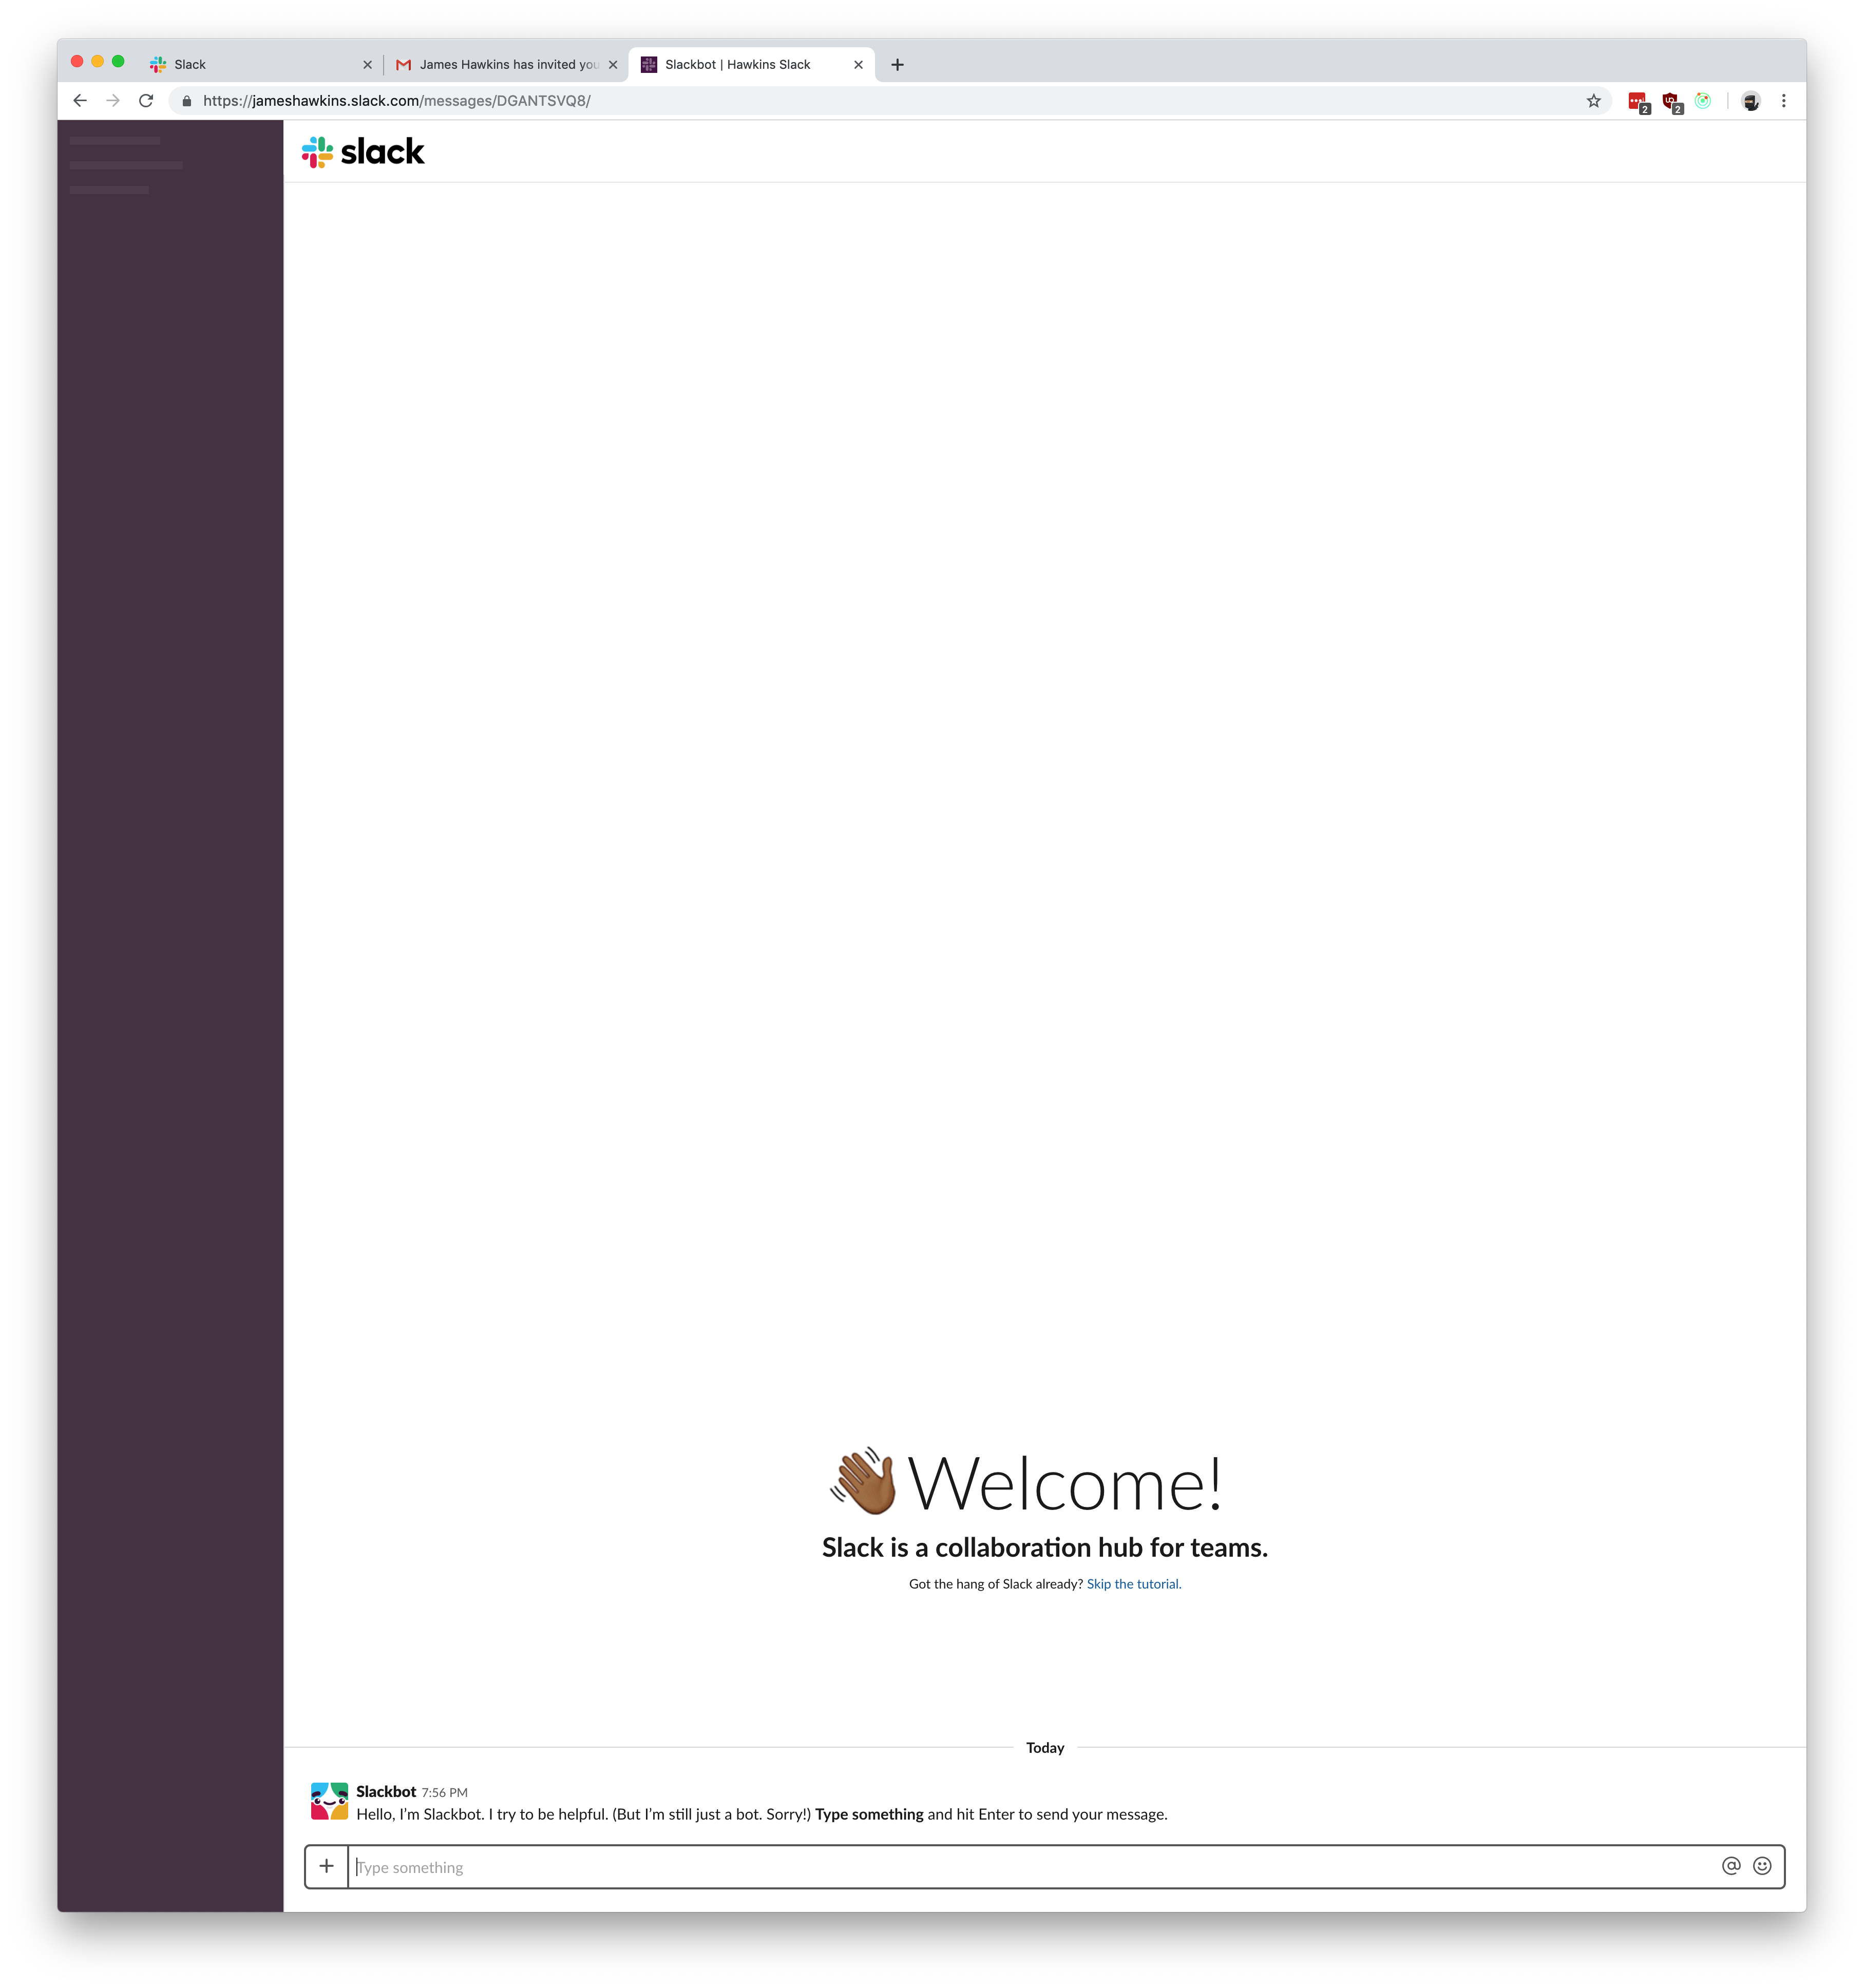 Slack
James Hawkins has invited you
Slackbot | Hawkins Slack
https://jameshawkins.slack.com/messages/DGANTSVQ8/
2
2
slack
👋🏾 Welcome!
Slack is a collaboration hub for teams.
Got the hang of Slack already? Skip the tutorial.
Today
Slackbot 7:56 PM
Hello, I’m Slackbot. I try to be helpful. (But I’m still just a bot. Sorry!) Type something and hit Enter to send your message.
Type something